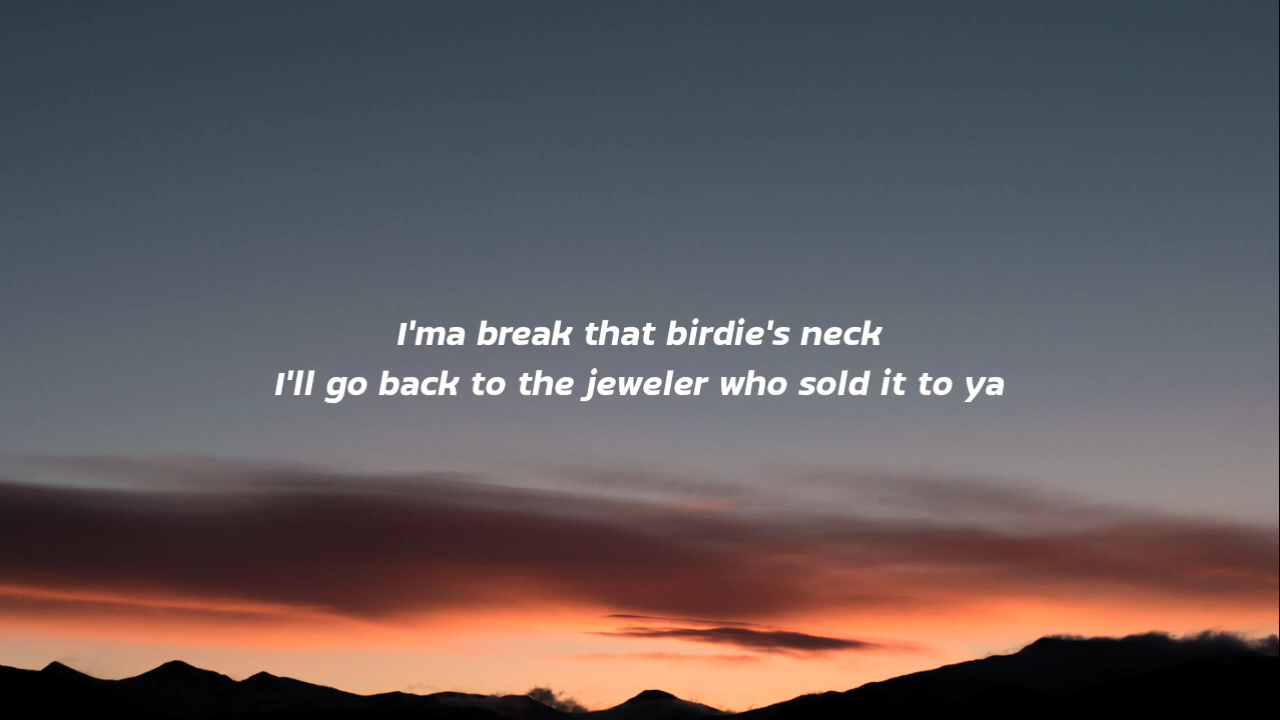 I'ma break that birdie's neck
I'll go back to the jeweler who sold it to ya